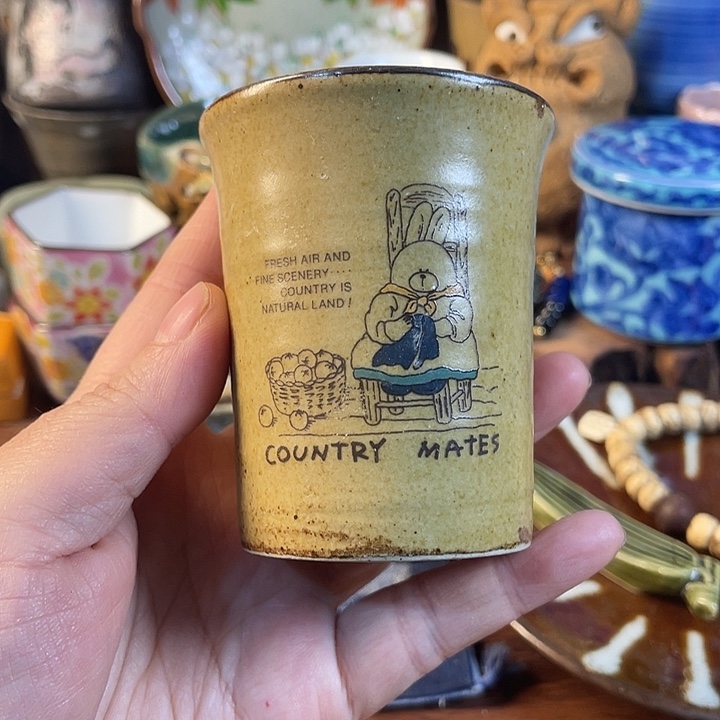 FRESH AIR AND
FINE SCENERY····
COUNTRY IS
NATURAL LAND!
COUNTRY MATES